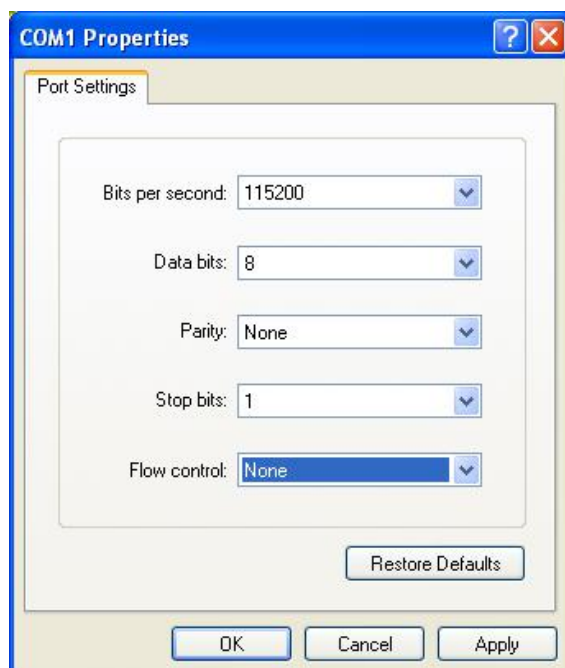 COM1 Properties
Port Settings
Bits per second: 115200
Data bits: 8
Parity: None
Stop bits: 1
Flow control: None
Restore Defaults
OK Cancel Apply